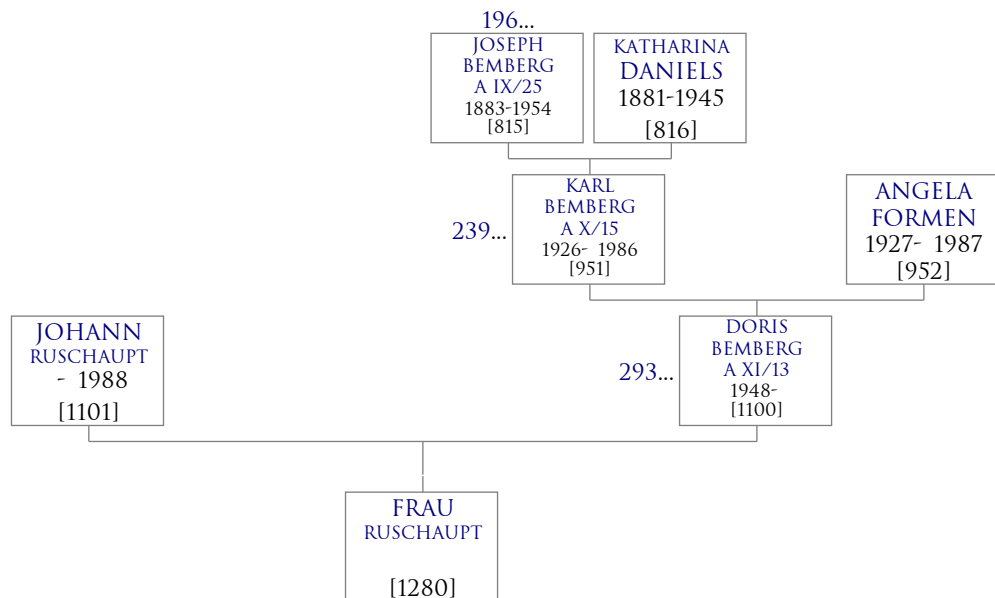 196...
JOSEPH
BEMBERG
A IX/25
1883-1954
[815]
KATHARINA
DANIELS
1881-1945
[816]
239...
KARL
BEMBERG
A X/15
1926- 1986
[951]
ANGELA
FORMEN
1927- 1987
[952]
JOHANN
RUSCHAUPT
- 1988
[1101]
293...
DORIS
BEMBERG
A XI/13
1948-
[1100]
FRAU
RUSCHAUPT
[1280]